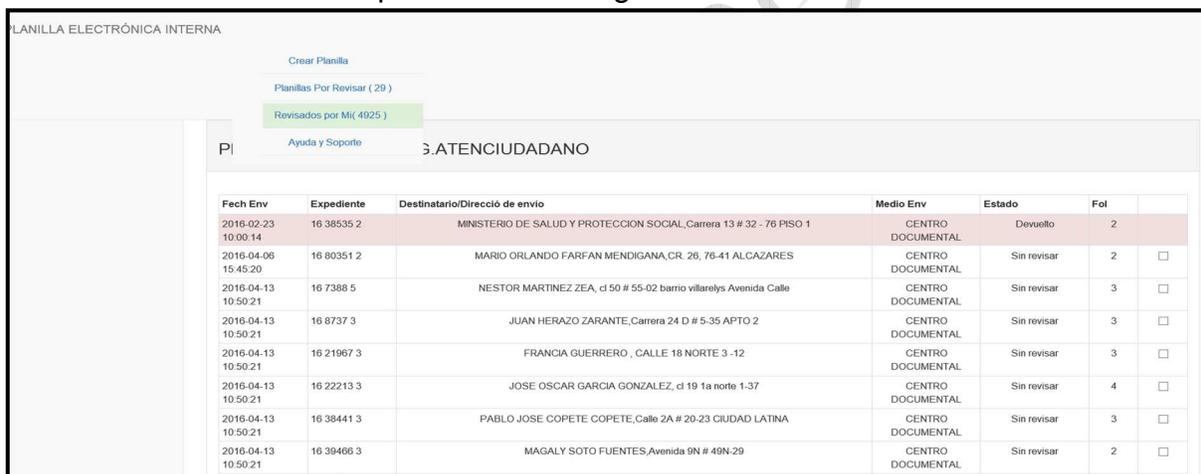 PLANILLA ELECTRÓNICA INTERNA
Crear Planilla
Planillas Por Revisar ( 29 )
Revisados por Mi( 4925 )
Ayuda y Soporte
G.ATENCIUDADANO
Fech Env Expediente Destinatario/Direcció de envío Medio Env Estado Fol
2016-02-23 10:00:14 16 38535 2 MINISTERIO DE SALUD Y PROTECCION SOCIAL,Carrera 13 # 32 - 76 PISO 1 CENTRO DOCUMENTAL Devuelto 2
2016-04-06 15:45:20 16 80351 2 MARIO ORLANDO FARFAN MENDIGANA,CR. 26, 76-41 ALCAZARES CENTRO DOCUMENTAL Sin revisar 2
2016-04-13 10:50:21 16 7388 5 NESTOR MARTINEZ ZEA, cl 50 # 55-02 barrio villarelys Avenida Calle CENTRO DOCUMENTAL Sin revisar 3
2016-04-13 10:50:21 16 8737 3 JUAN HERAZO ZARANTE,Carrera 24 D # 5-35 APTO 2 CENTRO DOCUMENTAL Sin revisar 3
2016-04-13 10:50:21 16 21967 3 FRANCIA GUERRERO , CALLE 18 NORTE 3 -12 CENTRO DOCUMENTAL Sin revisar 3
2016-04-13 10:50:21 16 22213 3 JOSE OSCAR GARCIA GONZALEZ, cl 19 1a norte 1-37 CENTRO DOCUMENTAL Sin revisar 4
2016-04-13 10:50:21 16 38441 3 PABLO JOSE COPETE COPETE,Calle 2A # 20-23 CIUDAD LATINA CENTRO DOCUMENTAL Sin revisar 3
2016-04-13 10:50:21 16 39466 3 MAGALY SOTO FUENTES,Avenida 9N # 49N-29 CENTRO DOCUMENTAL Sin revisar 2